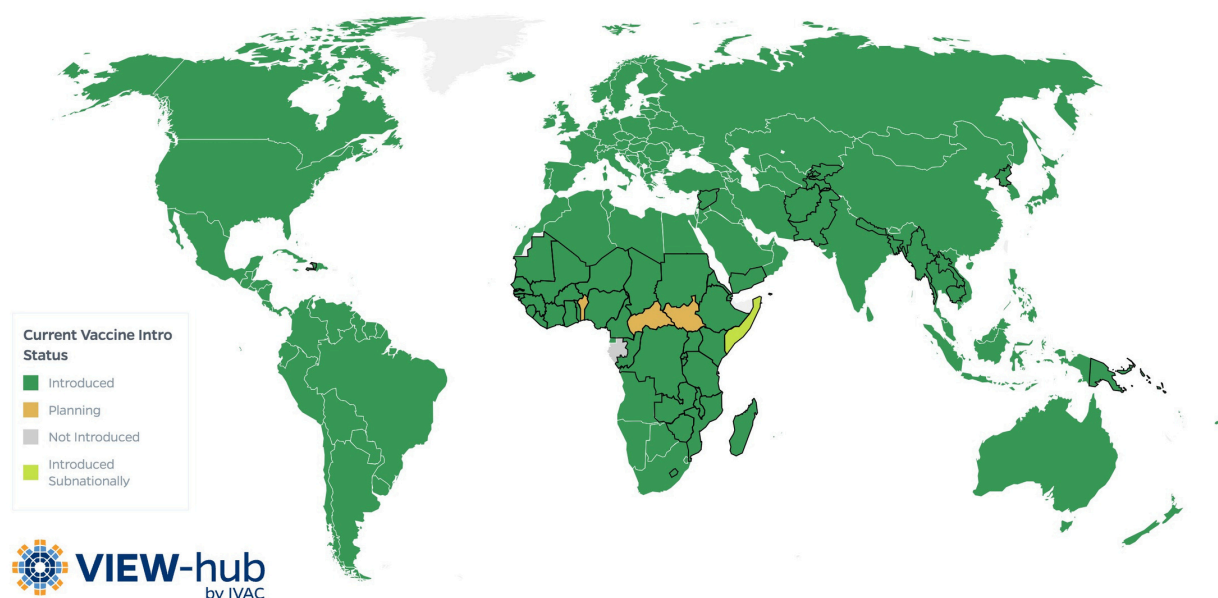 Current Vaccine Intro
Status
Introduced
Planning
Not Introduced
Introduced
Subnationally
VIEW-hub
by IVAC